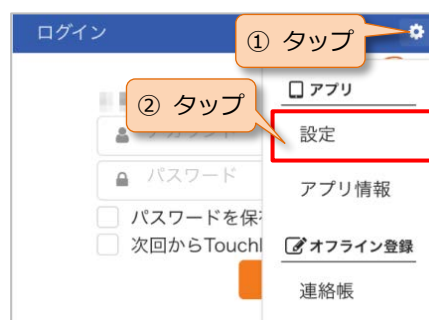 ログイン
① タップ
アプリ
② タップ
設定
パスワード
アプリ情報
パスワードを保
次回からTouch
オフライン登録
連絡帳